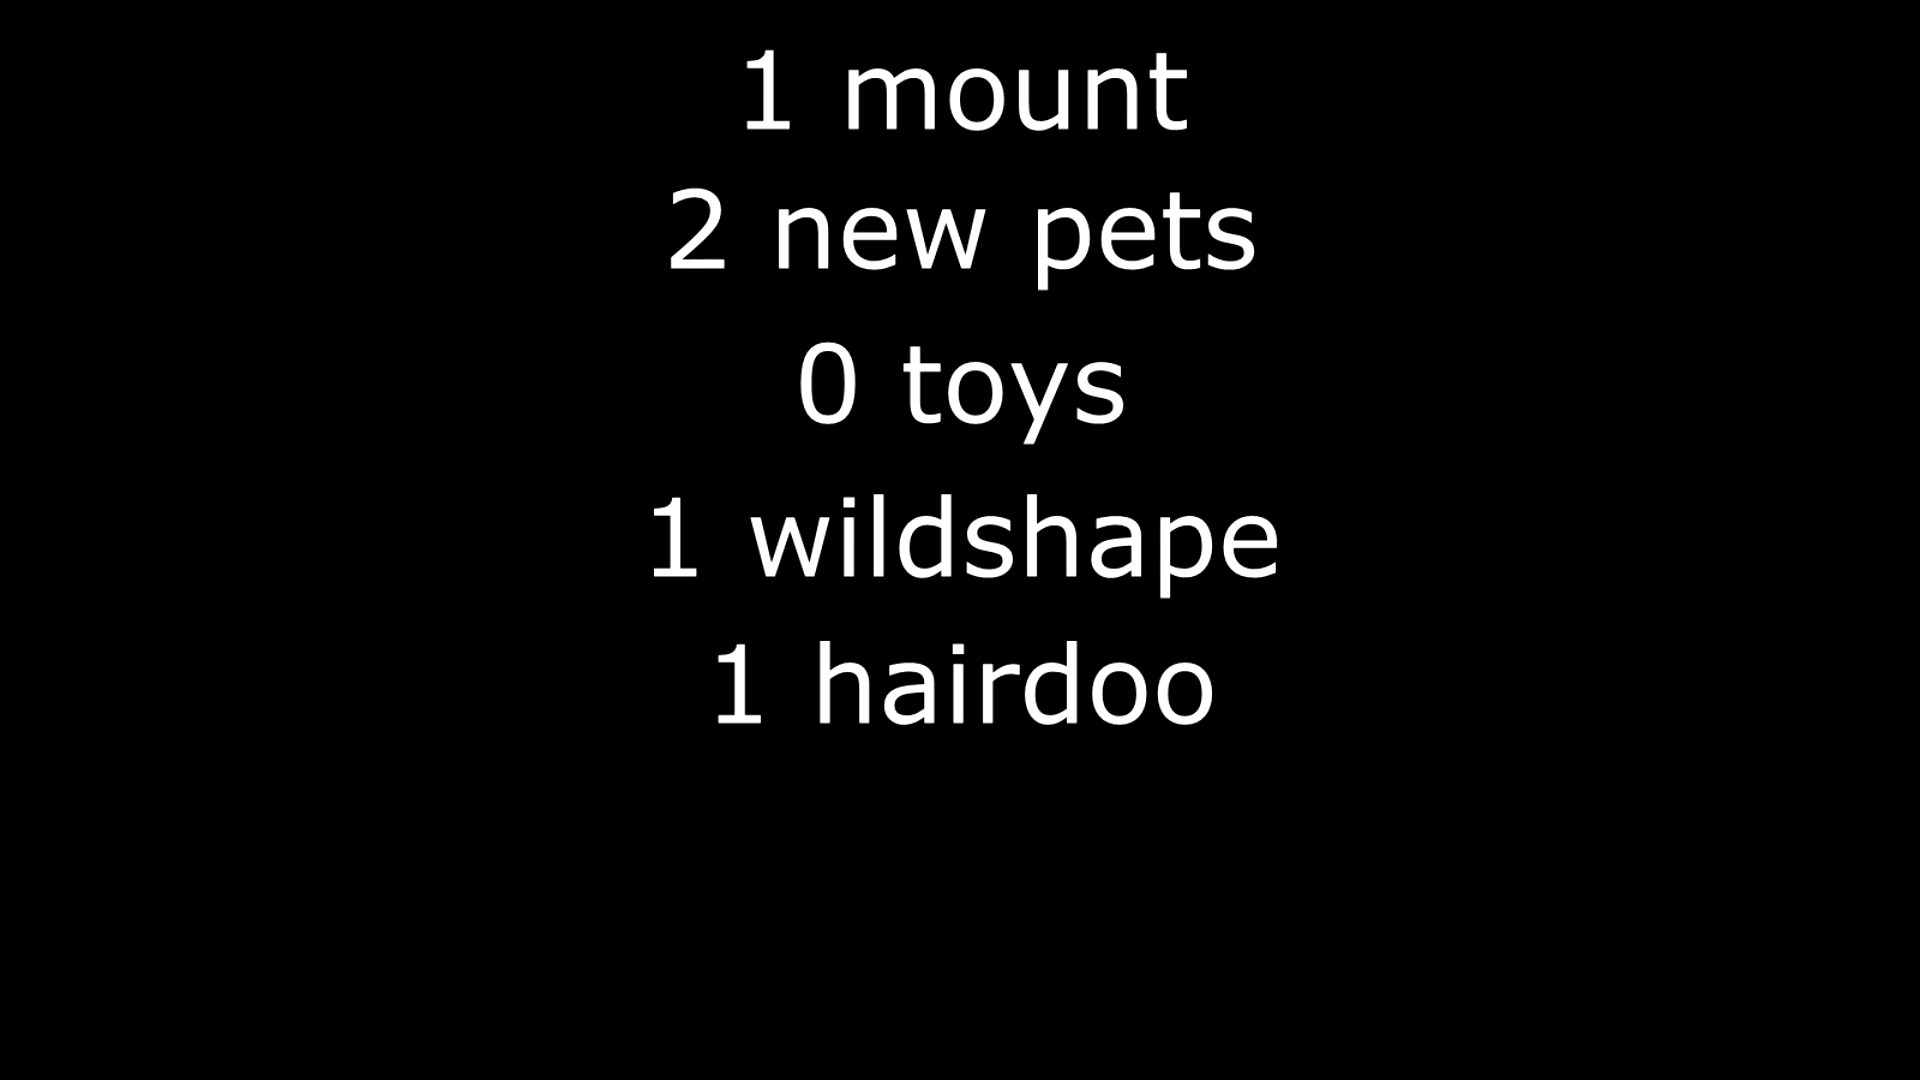 1 mount
2 new pets
0 toys
1 wildshape
1 hairdoo